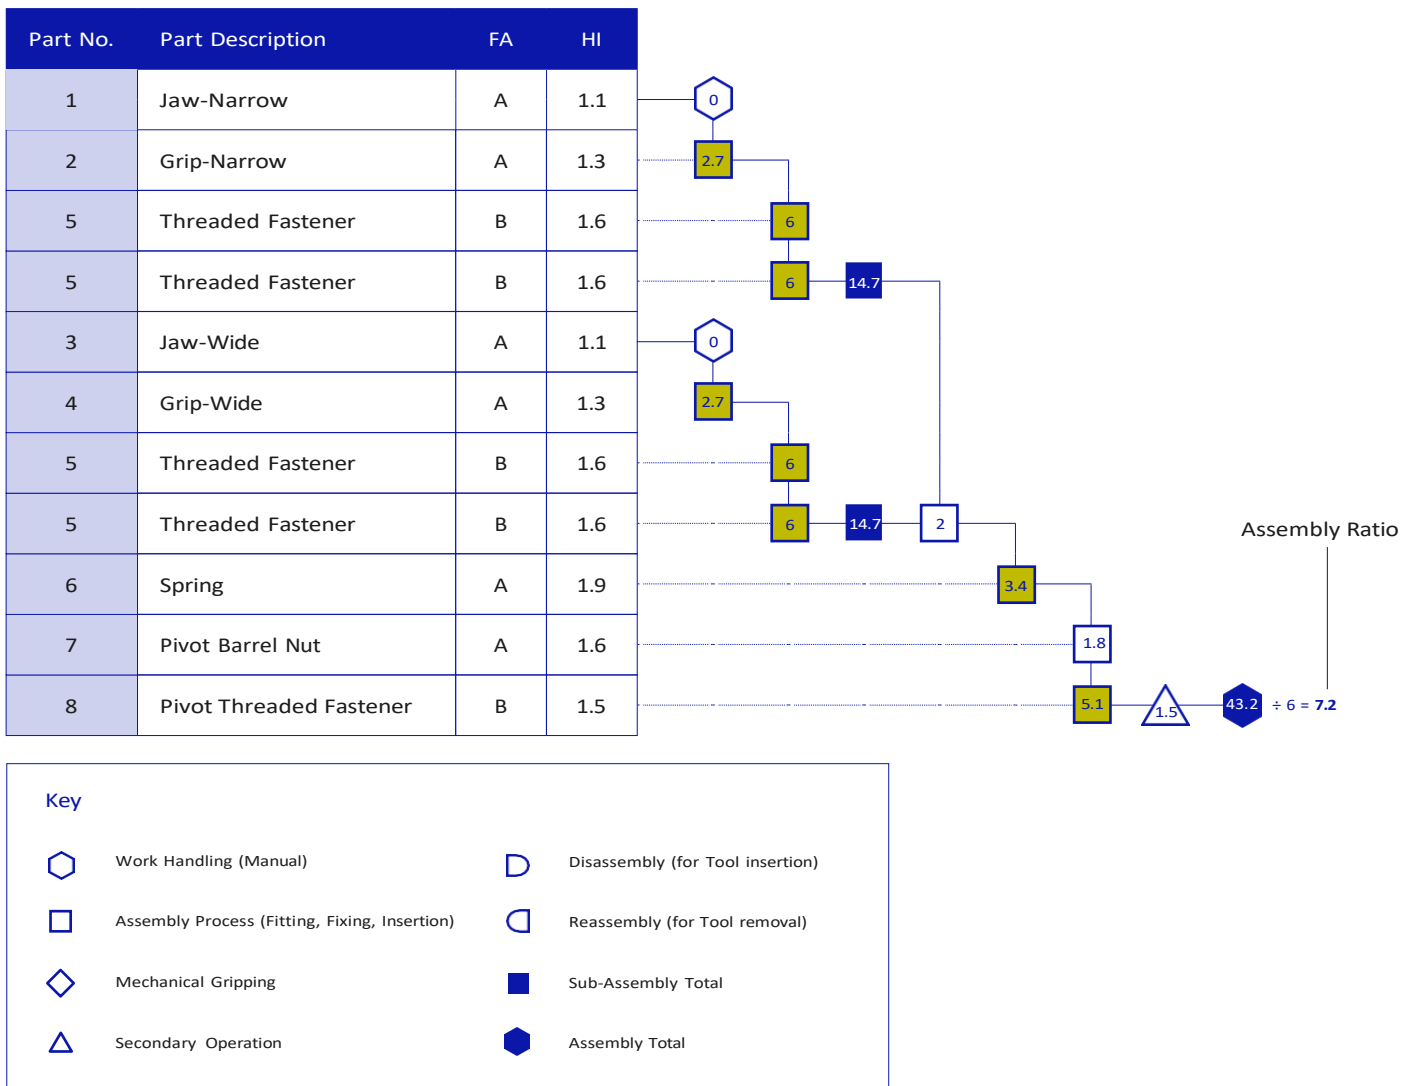 Part No. Part Description FA HI
1 Jaw-Narrow A 1.1 0
2 Grip-Narrow A 1.3 2.7
5 Threaded Fastener B 1.6 6
5 Threaded Fastener B 1.6 6 14.7
3 Jaw-Wide A 1.1 0
4 Grip-Wide A 1.3 2.7
5 Threaded Fastener B 1.6 6
5 Threaded Fastener B 1.6 6 14.7 2
Assembly Ratio
6 Spring A 1.9 3.4
7 Pivot Barrel Nut A 1.6 1.8
8 Pivot Threaded Fastener B 1.5 5.1 1.5 43.2 ÷ 6 = 7.2
Key
Work Handling (Manual)
Disassembly (for Tool insertion)
Assembly Process (Fitting, Fixing, Insertion)
Reassembly (for Tool removal)
Mechanical Gripping
Sub-Assembly Total
Secondary Operation
Assembly Total